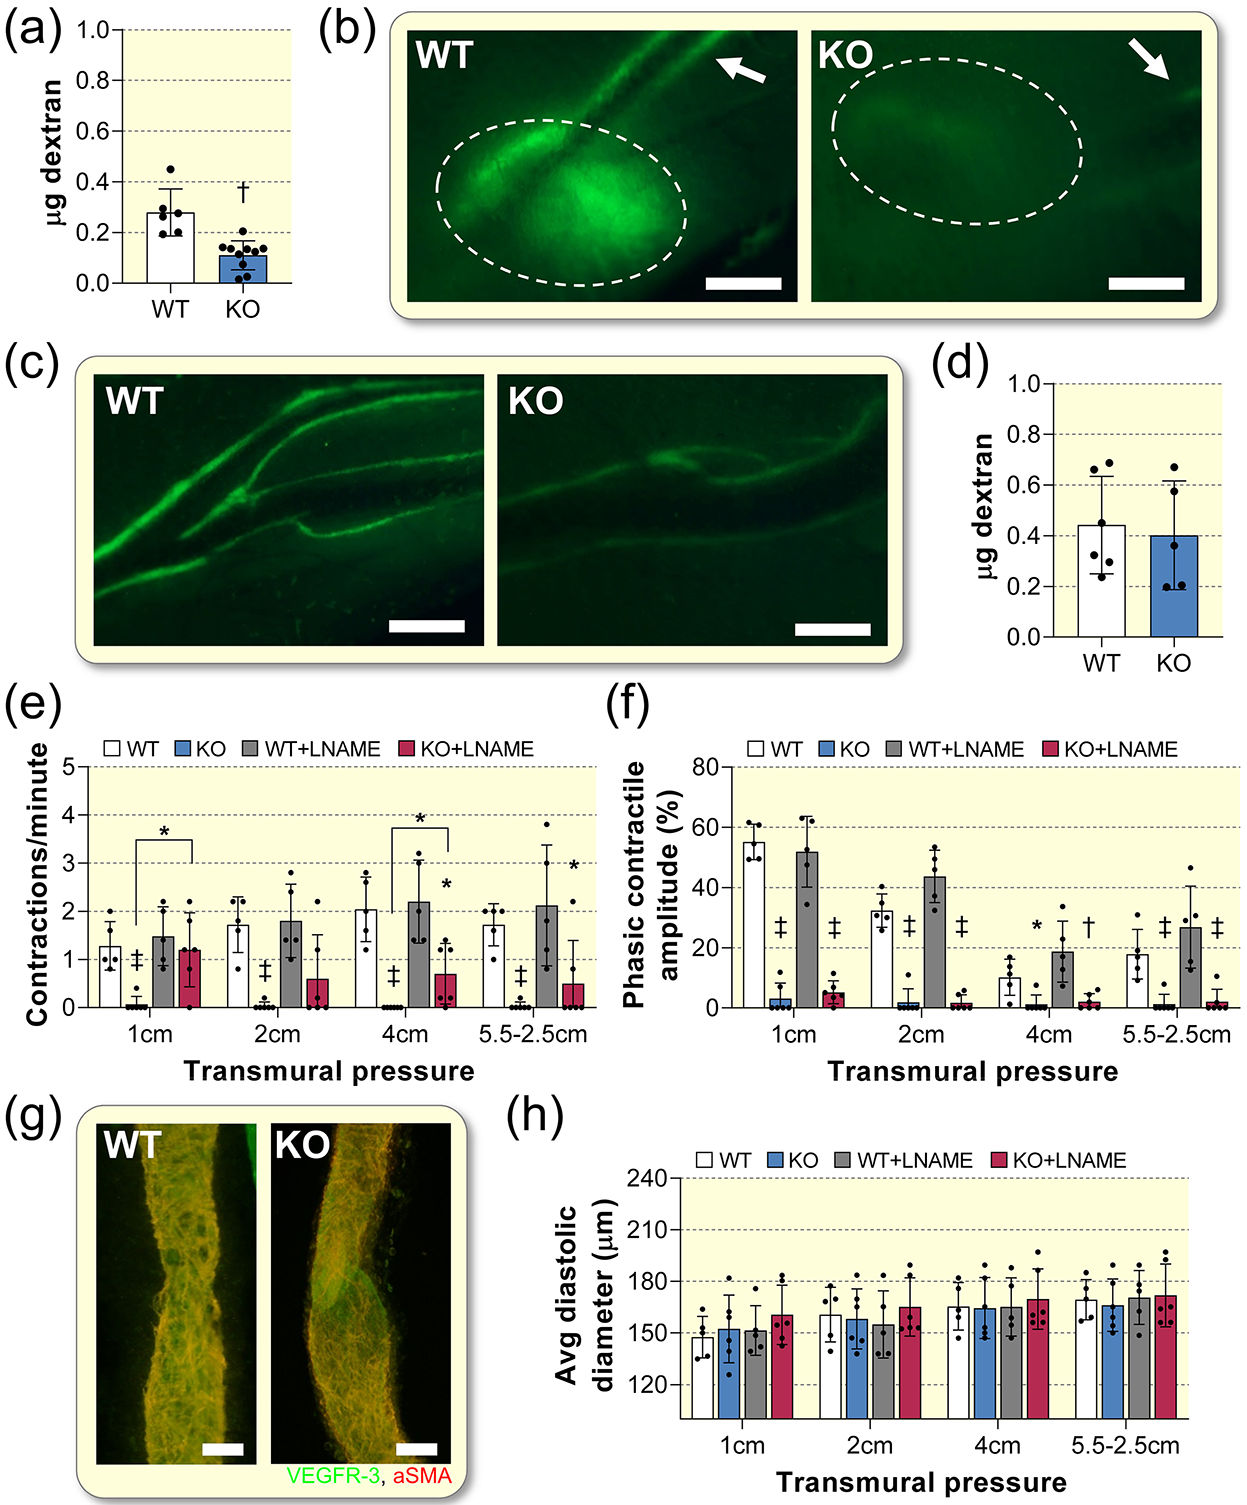 (a)
1.0
0.8
0.6
0.4
0.2
0.0
µg dextran
†
WT KO
(b)
WT
KO
(c)
WT
KO
(d)
1.0
0.8
0.6
0.4
0.2
0.0
µg dextran
WT KO
(e)
WT KO WT+LNAME KO+LNAME
5
4
3
2
1
0
Contractions/minute
* * * *
‡ ‡ ‡ ‡
1cm 2cm 4cm 5.5-2.5cm
Transmural pressure
(f)
WT KO WT+LNAME KO+LNAME
80
60
40
20
0
Phasic contractile
amplitude (%)
‡ ‡ ‡ ‡ * † ‡ ‡
1cm 2cm 4cm 5.5-2.5cm
Transmural pressure
(g)
WT
KO
VEGFR-3, aSMA
(h)
WT KO WT+LNAME KO+LNAME
240
210
180
150
120
Avg diastolic
diameter (µm)
1cm 2cm 4cm 5.5-2.5cm
Transmural pressure